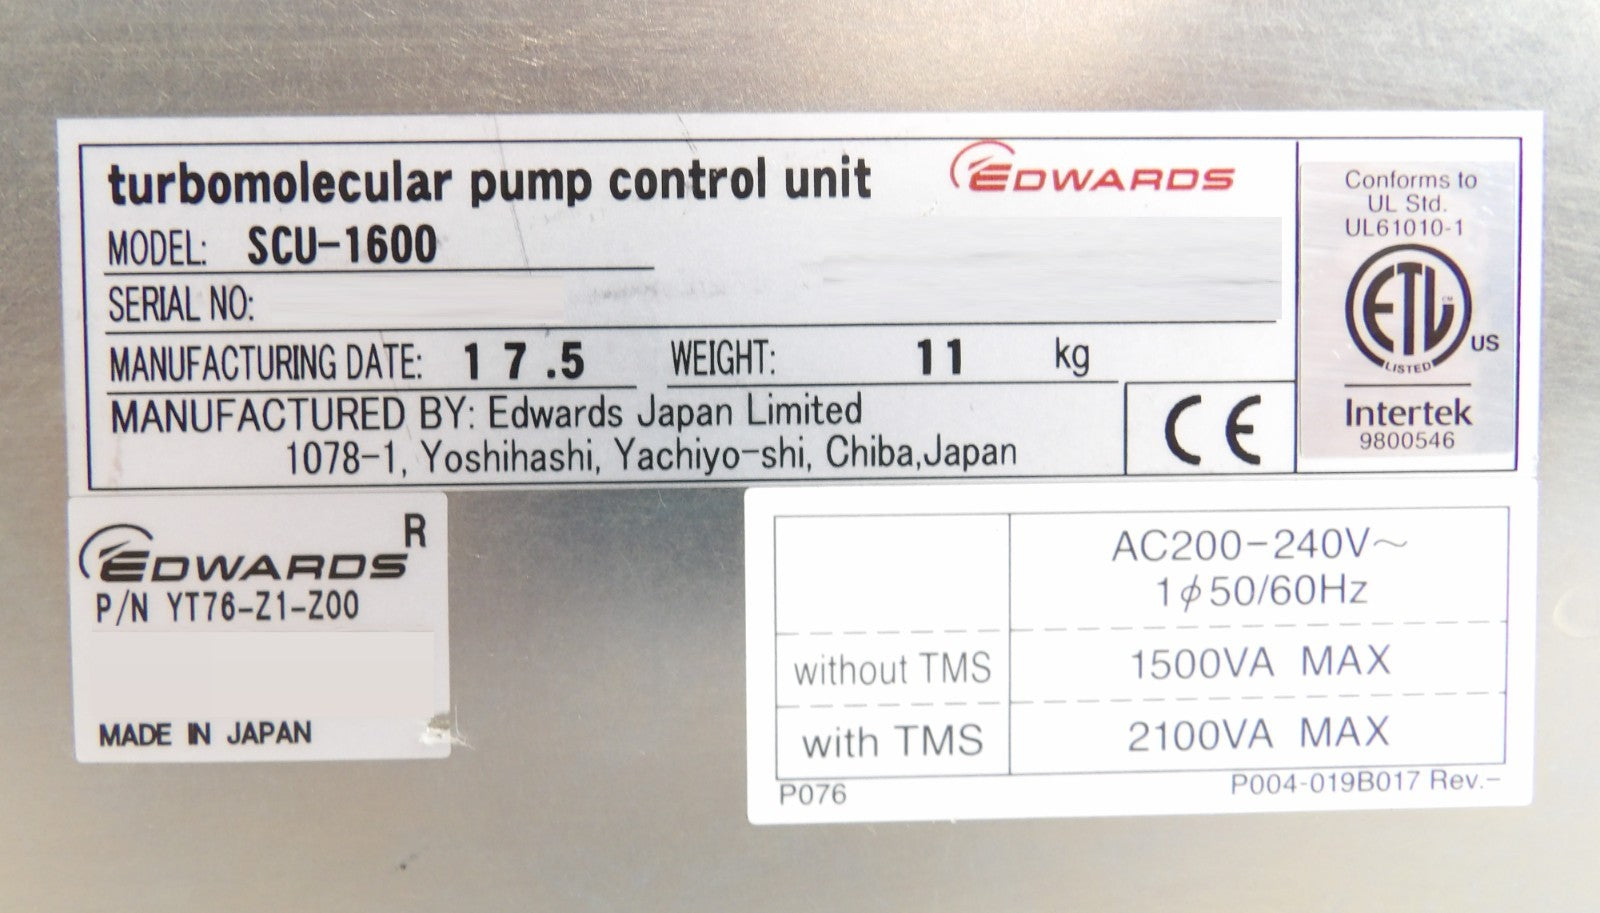 turbomolecular pump control unit
EDWARDS
MODEL: SCU-1600
SERIAL NO:
MANUFACTURING DATE: 17.5 WEIGHT: 11 kg
MANUFACTURED BY: Edwards Japan Limited
1078-1, Yoshihashi, Yachiyo-shi, Chiba,Japan
CE
Conforms to
UL Std.
UL61010-1
ETL
CM
US
LISTED
Intertek
9800546
EDWARDS R
P/N YT76-Z1-Z00
MADE IN JAPAN
AC200-240V~
1φ50/60Hz
without TMS 1500VA MAX
with TMS 2100VA MAX
P076 P004-019B017 Rev.-